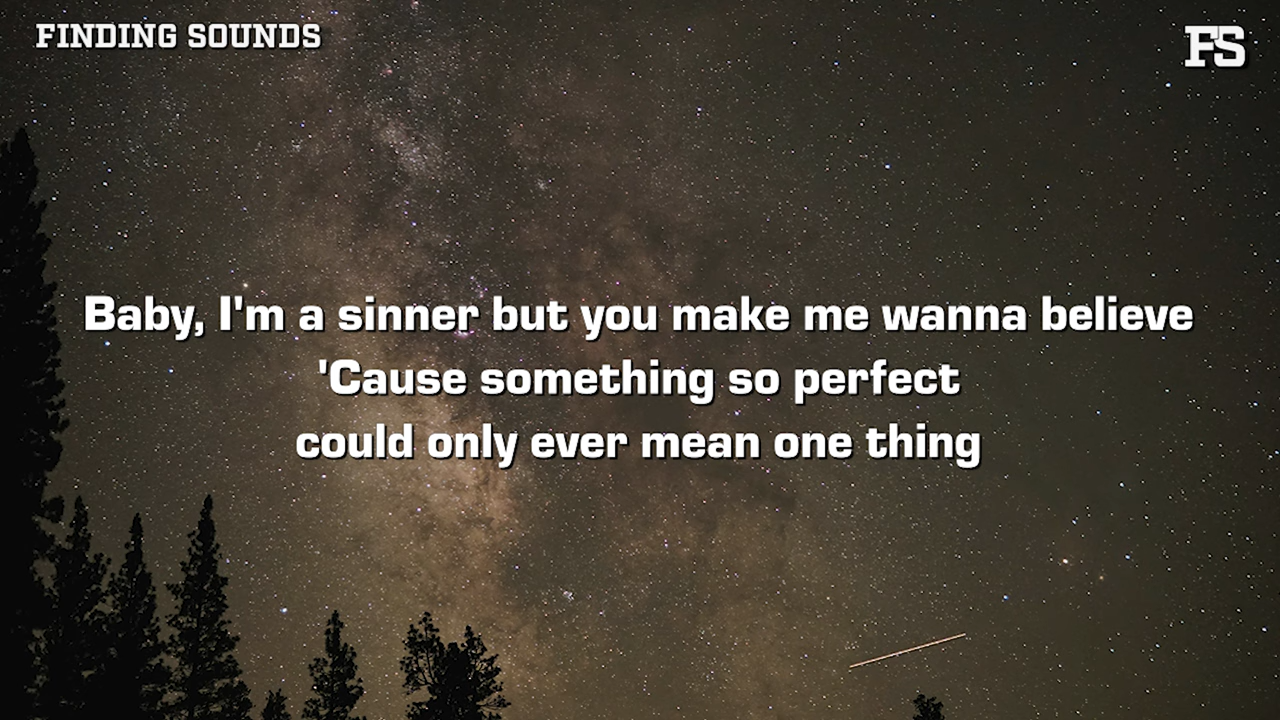 FINDING SOUNDS
FS
Baby, I'm a sinner but you make me wanna believe
'Cause something so perfect
could only ever mean one thing